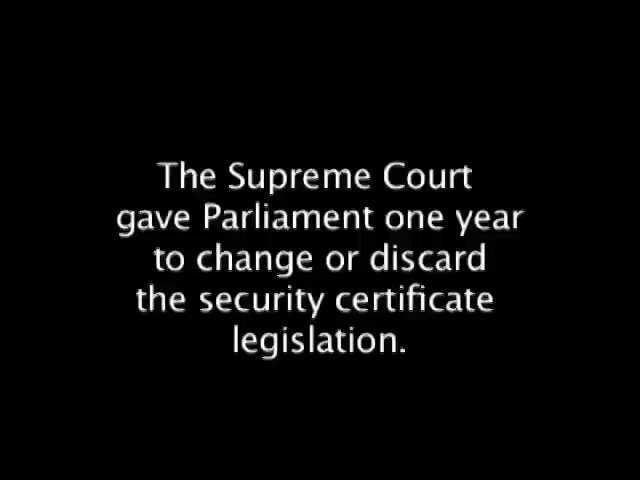 The Supreme Court
gave Parliament one year
to change or discard
the security certificate
legislation.